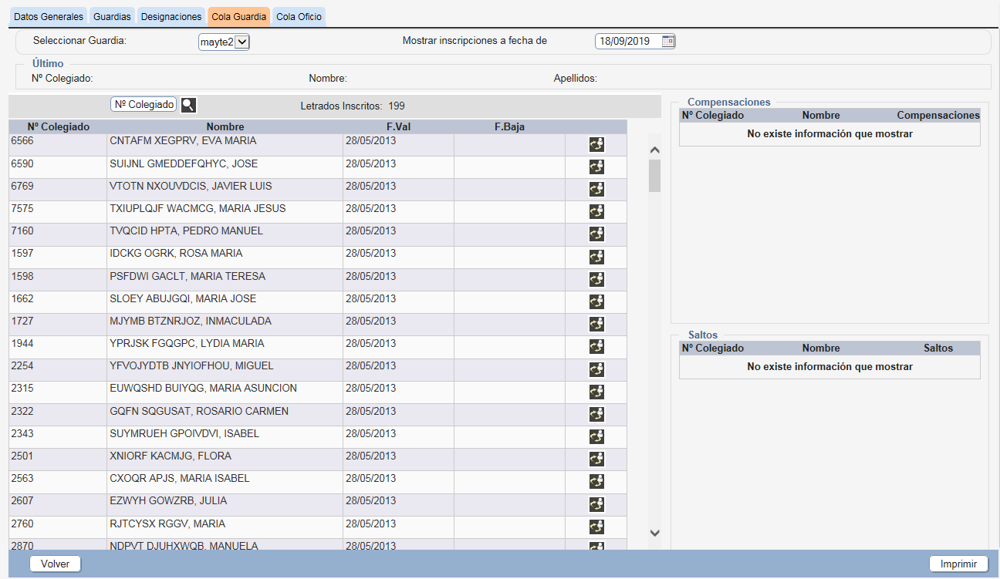 Datos Generales Guardias Designaciones Cola Guardia Cola Oficio
Seleccionar Guardia: mayte2 Mostrar inscripciones a fecha de 18/09/2019
Último
Nº Colegiado: Nombre: Apellidos:
Nº Colegiado Letrados Inscritos: 199
Nº Colegiado Nombre F.Val F.Baja
6566 CNTAFM XEGPRV, EVA MARIA 28/05/2013
6590 SUIJNL GMEDDEFQHYC, JOSE 28/05/2013
6769 VTOTN NXOUVDCIS, JAVIER LUIS 28/05/2013
7575 TXIUPLQJF WACMCG, MARIA JESUS 28/05/2013
7160 TVQCID HPTA, PEDRO MANUEL 28/05/2013
1597 IDCKG OGRK, ROSA MARIA 28/05/2013
1598 PSFDWI GACLT, MARIA TERESA 28/05/2013
1662 SLOEY ABUJGQI, MARIA JOSE 28/05/2013
1727 MJYMB BTZNRJOZ, INMACULADA 28/05/2013
1944 YPRJSK FGQGPC, LYDIA MARIA 28/05/2013
2254 YFVOJYDTB JNYIOFHOU, MIGUEL 28/05/2013
2315 EUWQSHD BUIYQG, MARIA ASUNCION 28/05/2013
2322 GQFN SQGUSAT, ROSARIO CARMEN 28/05/2013
2343 SUYMRUEH GPOIVDVI, ISABEL 28/05/2013
2501 XNIORF KACMJG, FLORA 28/05/2013
2563 CXOQR APJS, MARIA ISABEL 28/05/2013
2607 EZWYH GOWZRB, JULIA 28/05/2013
2760 RJTCYSX RGGV, MARIA 28/05/2013
2870 NDPVT DJUHXWQB, MANUELA 28/05/2013
Compensaciones
Nº Colegiado Nombre Compensaciones
No existe información que mostrar
Saltos
Nº Colegiado Nombre Saltos
No existe información que mostrar
Volver Imprimir